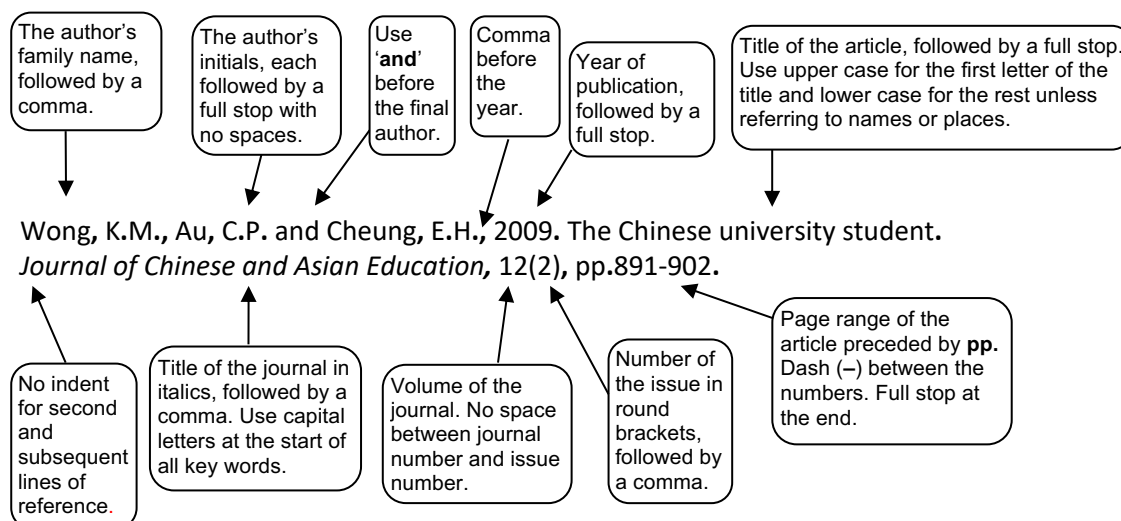 The author's
family name,
followed by a
comma.
The author's
initials, each
followed by a
full stop with
no spaces.
Use
'and'
before
the final
author.
Comma
before
the
year.
Year of
publication,
followed by a
full stop.
Title of the article, followed by a full stop.
Use upper case for the first letter of the
title and lower case for the rest unless
referring to names or places.
Wong, K.M., Au, C.P. and Cheung, E.H., 2009. The Chinese university student.
Journal of Chinese and Asian Education, 12(2), pp.891-902.
No indent
for second
and
subsequent
lines of
reference.
Title of the journal in
italics, followed by a
comma. Use capital
letters at the start of
all key words.
Volume of the
journal. No space
between journal
number and issue
number.
Number of
the issue in
round
brackets,
followed by
a comma.
Page range of the
article preceded by pp.
Dash (–) between the
numbers. Full stop at
the end.